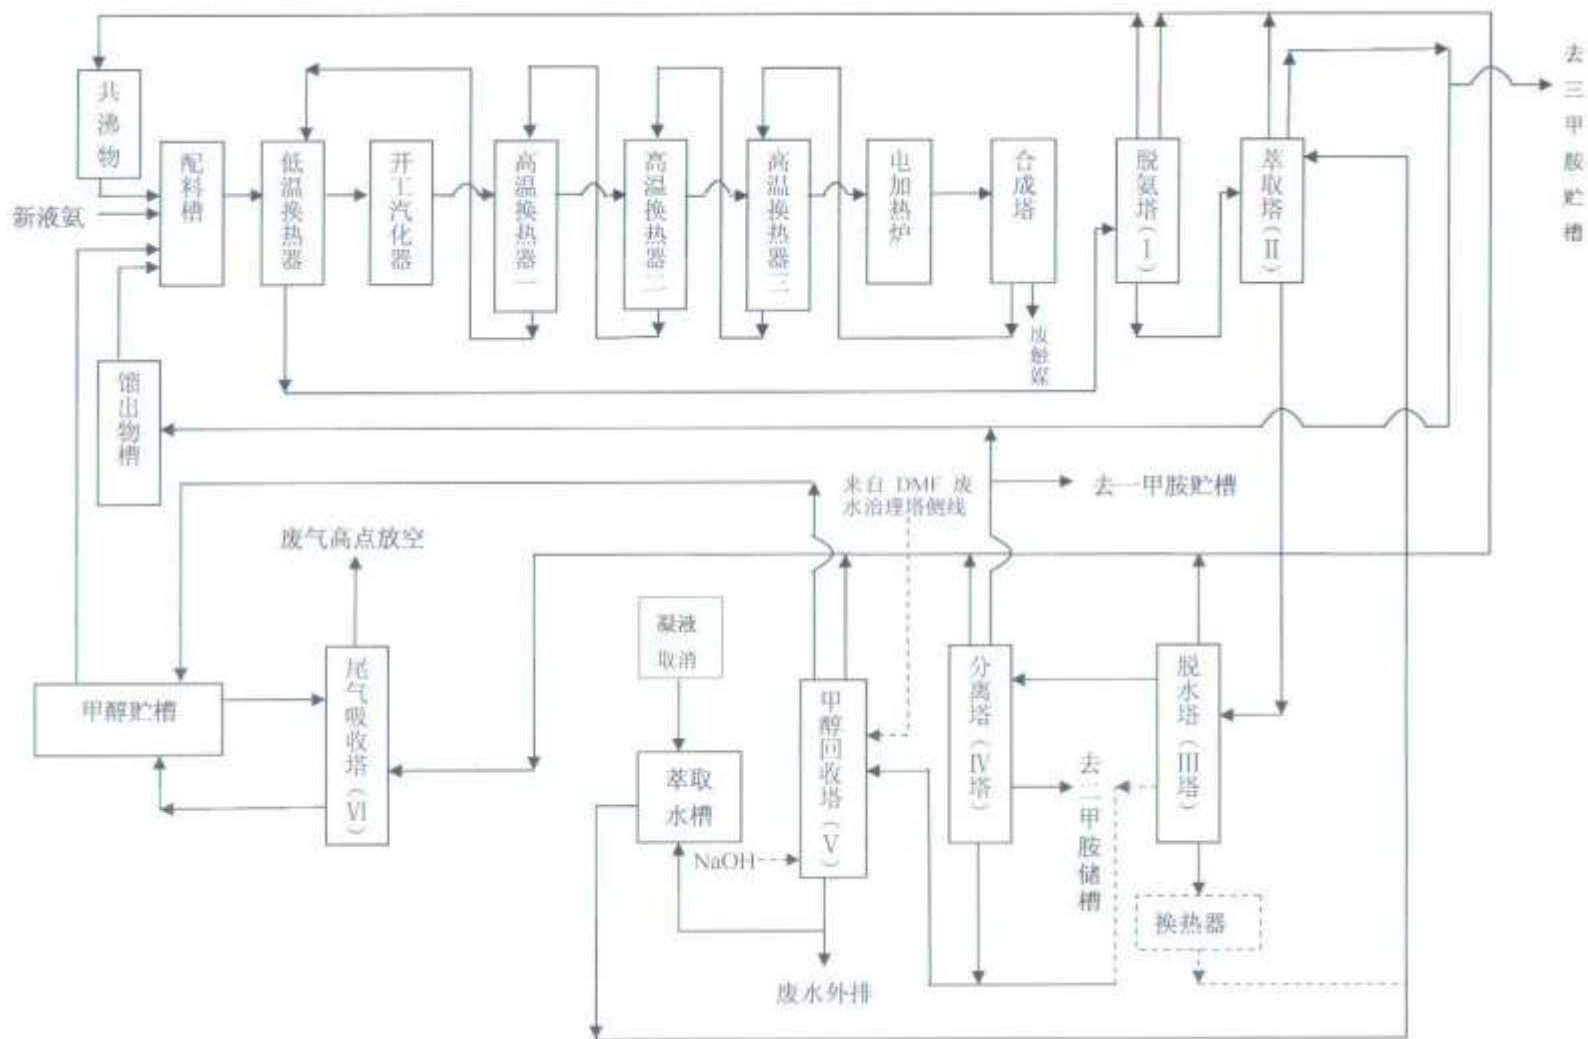 共沸物
配料槽
低温换热器
开工汽化器
高温换热器一
高温换热器二
高温换热器三
电加热炉
合成塔
脱氨塔(Ⅰ)
萃取塔(Ⅱ)
去三甲胺贮槽
新液氨
废触媒
馏出物槽
来自 DMF 废
水治理塔侧线
去一甲胺贮槽
废气高点放空
凝液
取消
甲醇贮槽
尾气吸收塔(Ⅵ)
萃取
水槽
甲醇回收塔(Ⅴ)
分离塔(Ⅳ塔)
去二甲胺储槽
脱水塔(Ⅲ塔)
NaOH
换热器
废水外排